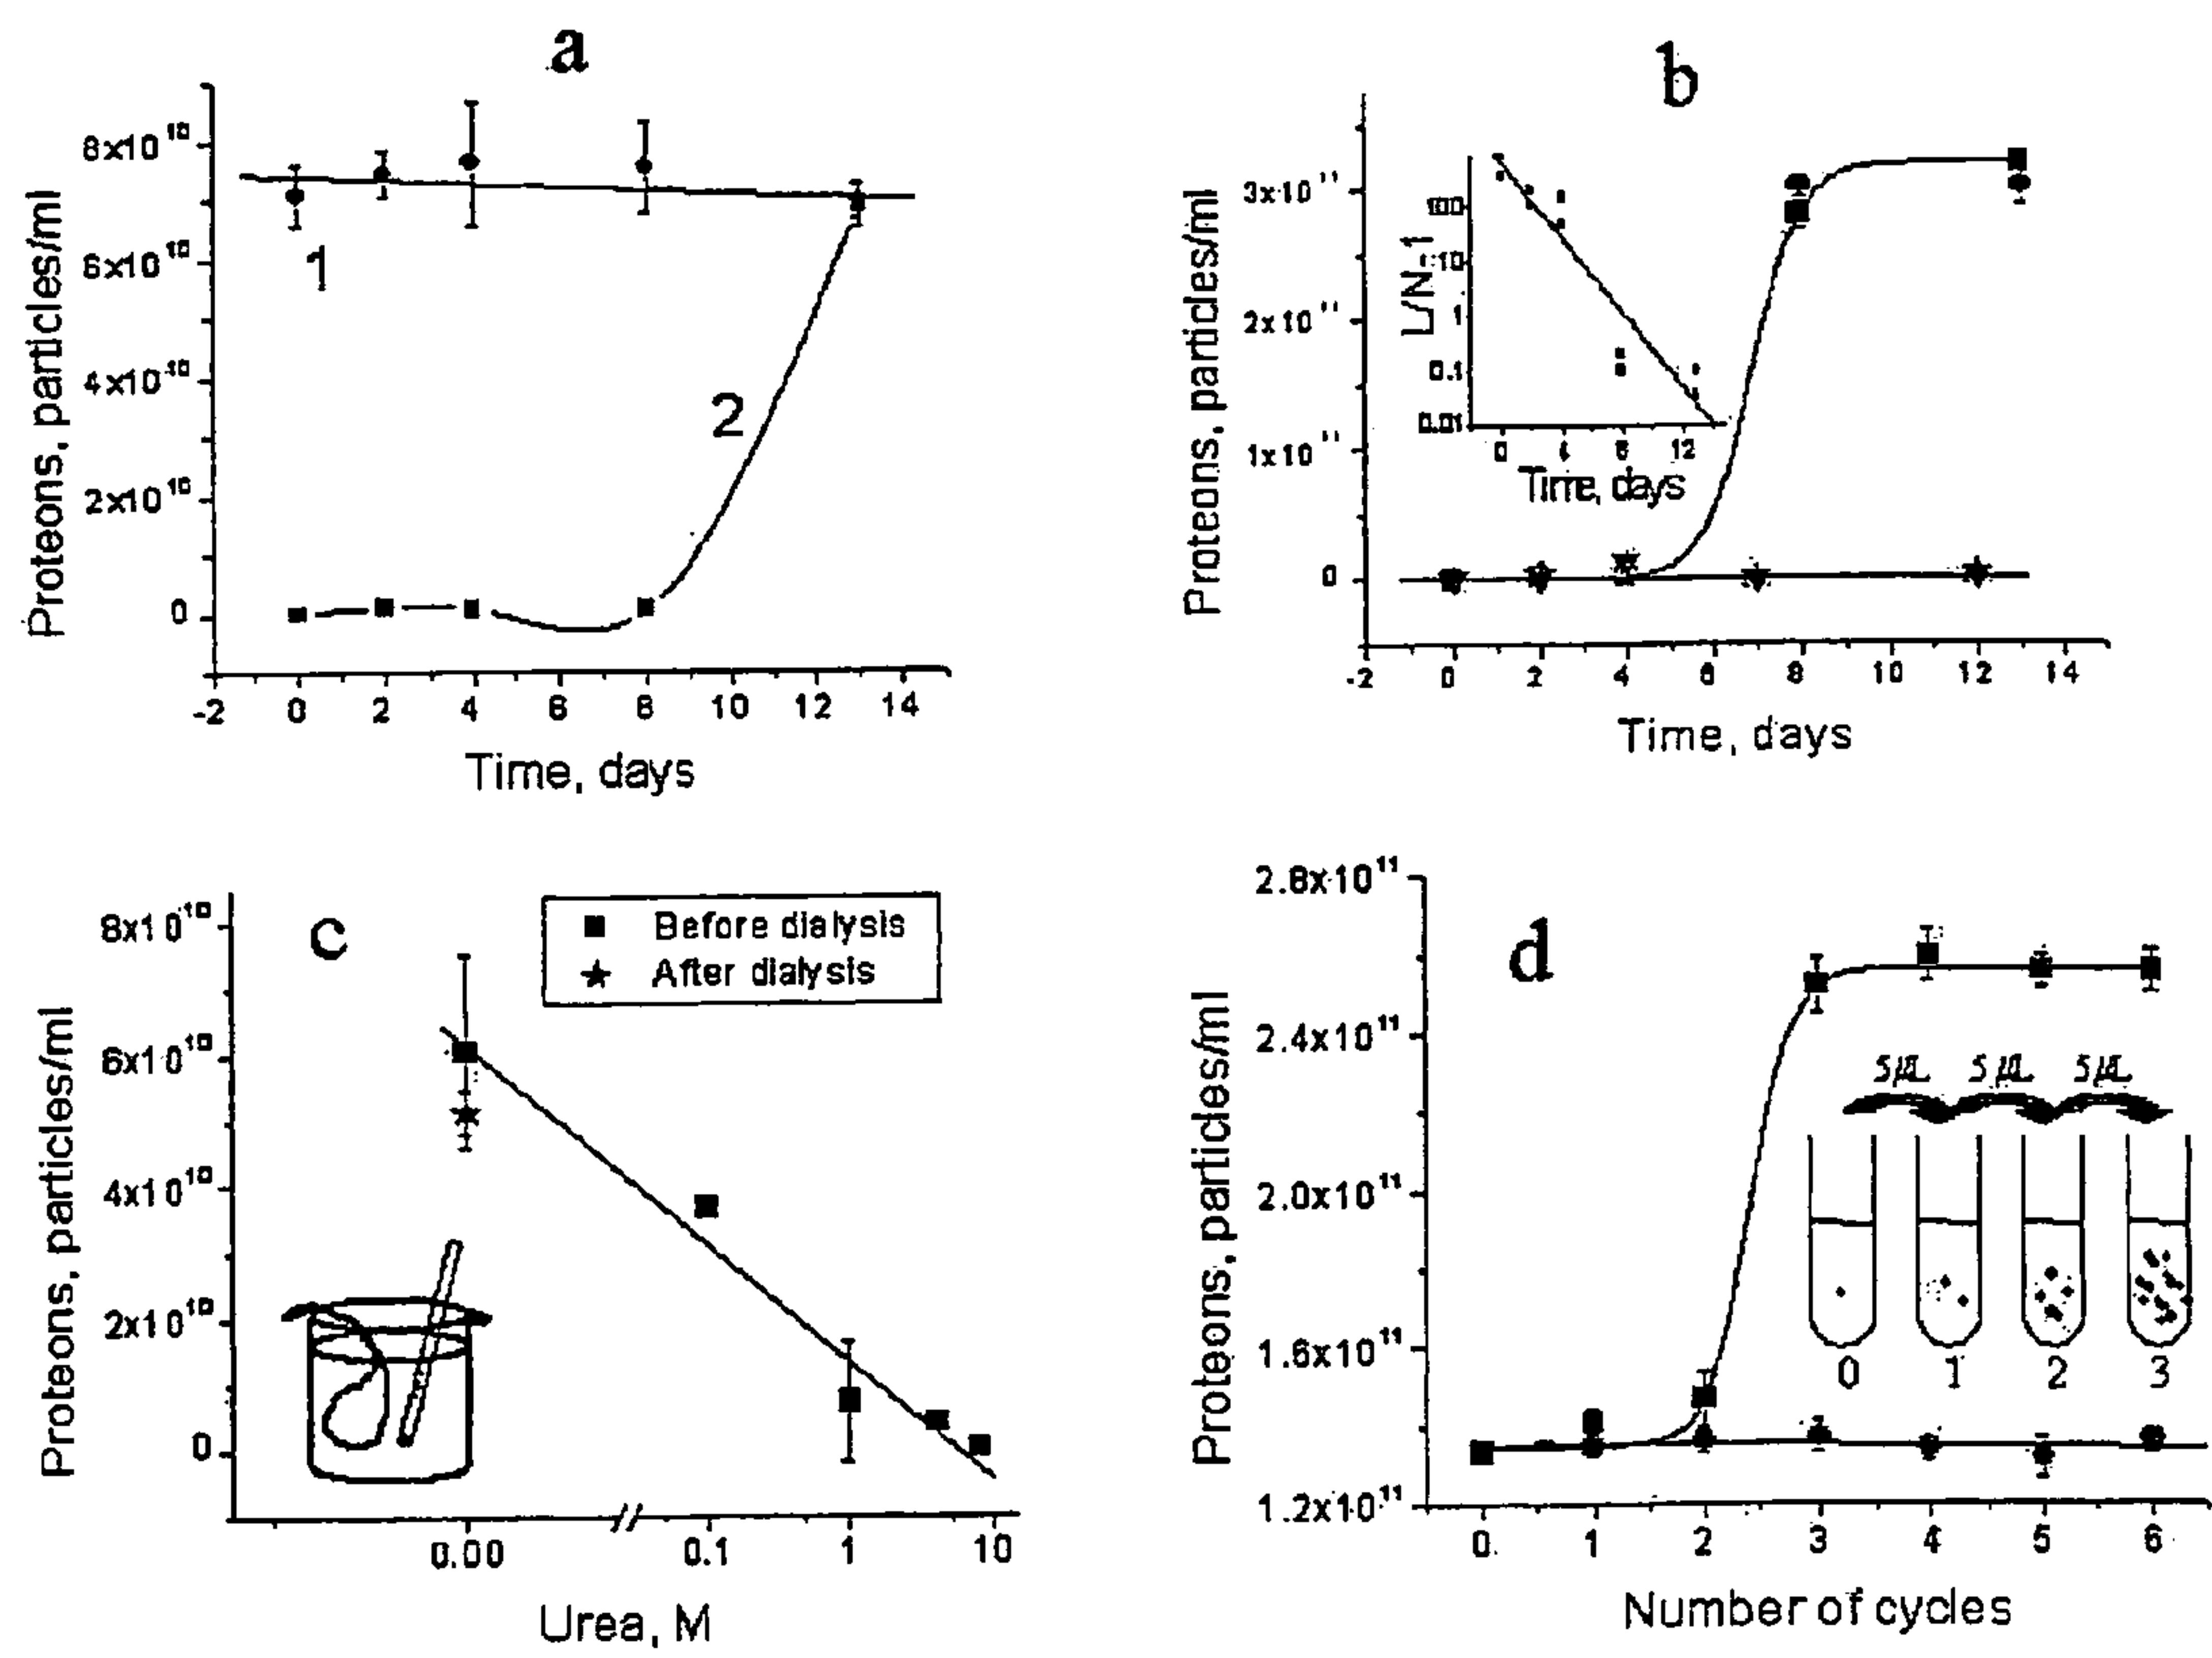 a
8x10¹⁰
6x10¹⁰
4x10¹⁰
2x10¹⁰
0
Proteons, particles/ml
1
2
-2 0 2 4 6 8 10 12 14
Time, days
b
3x10¹¹
2x10¹¹
1x10¹¹
0
Proteons, particles/ml
L/N-1
100
10
1
0.1
0.01
0 4 8 12
Time, days
-2 0 2 4 6 8 10 12 14
Time, days
c
Before dialysis
After dialysis
8x10¹⁰
6x10¹⁰
4x10¹⁰
2x10¹⁰
0
Proteons, particles/ml
0.00 0.1 1 10
Urea, M
d
2.8x10¹¹
2.4x10¹¹
2.0x10¹¹
1.6x10¹¹
1.2x10¹¹
Proteons, particles/ml
5µL 5µL 5µL
0 1 2 3
0 1 2 3 4 5 6
Number of cycles